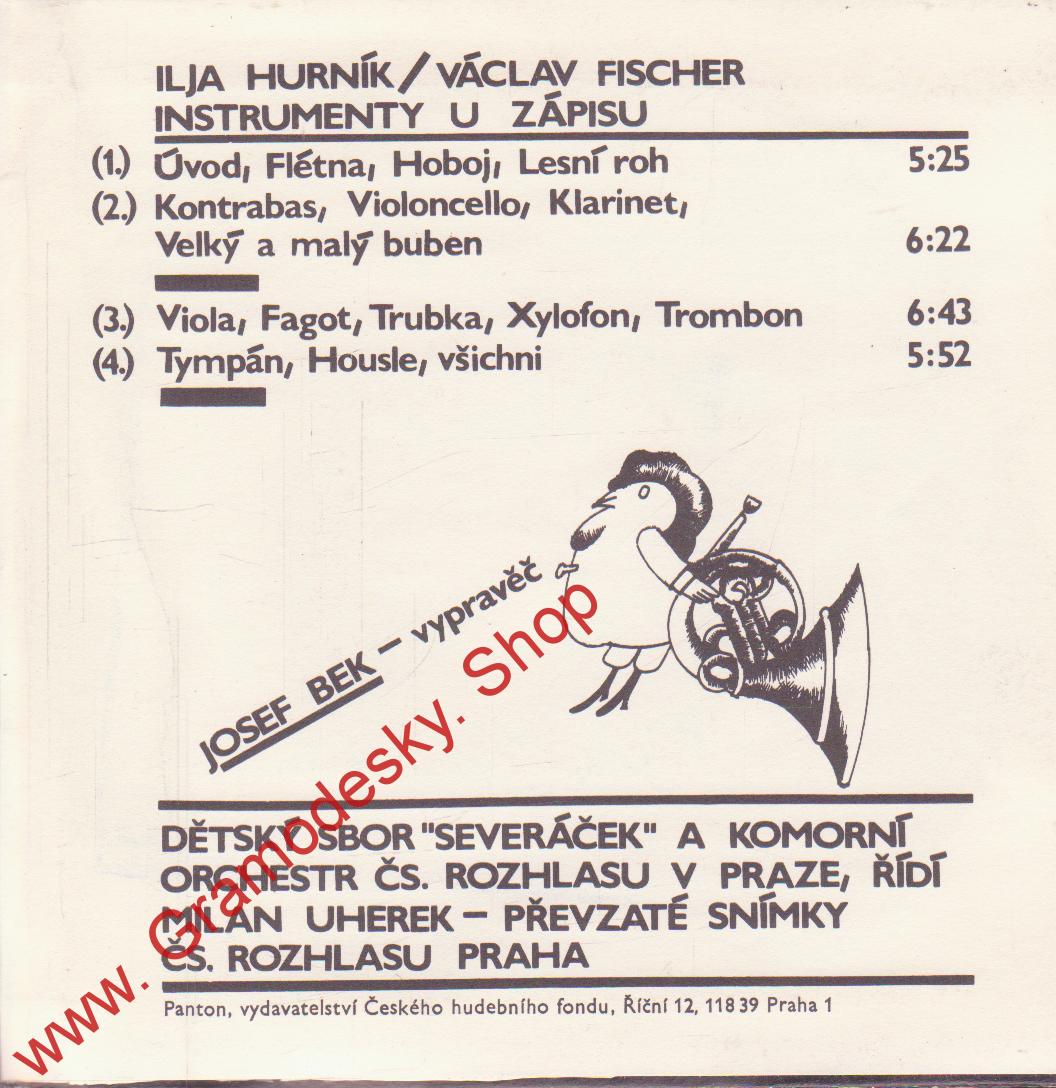 ILJA HURNÍK/VÁCLAV FISCHER
INSTRUMENTY U ZÁPISU
(1.) Úvod, Flétna, Hoboj, Lesní roh 5:25
(2.) Kontrabas, Violoncello, Klarinet,
Velký a malý buben 6:22
(3.) Viola, Fagot, Trubka, Xylofon, Trombon 6:43
(4.) Tympán, Housle, všichni 5:52
JOSEF BEK – vypravěč
DĚTSKÝ SBOR "SEVERÁČEK" A KOMORNÍ
ORCHESTR ČS. ROZHLASU V PRAZE, ŘÍDÍ
MILAN UHEREK – PŘEVZATÉ SNÍMKY
ČS. ROZHLASU PRAHA
Panton, vydavatelství Českého hudebního fondu, Říční 12, 118 39 Praha 1
www. Gramodesky. Shop